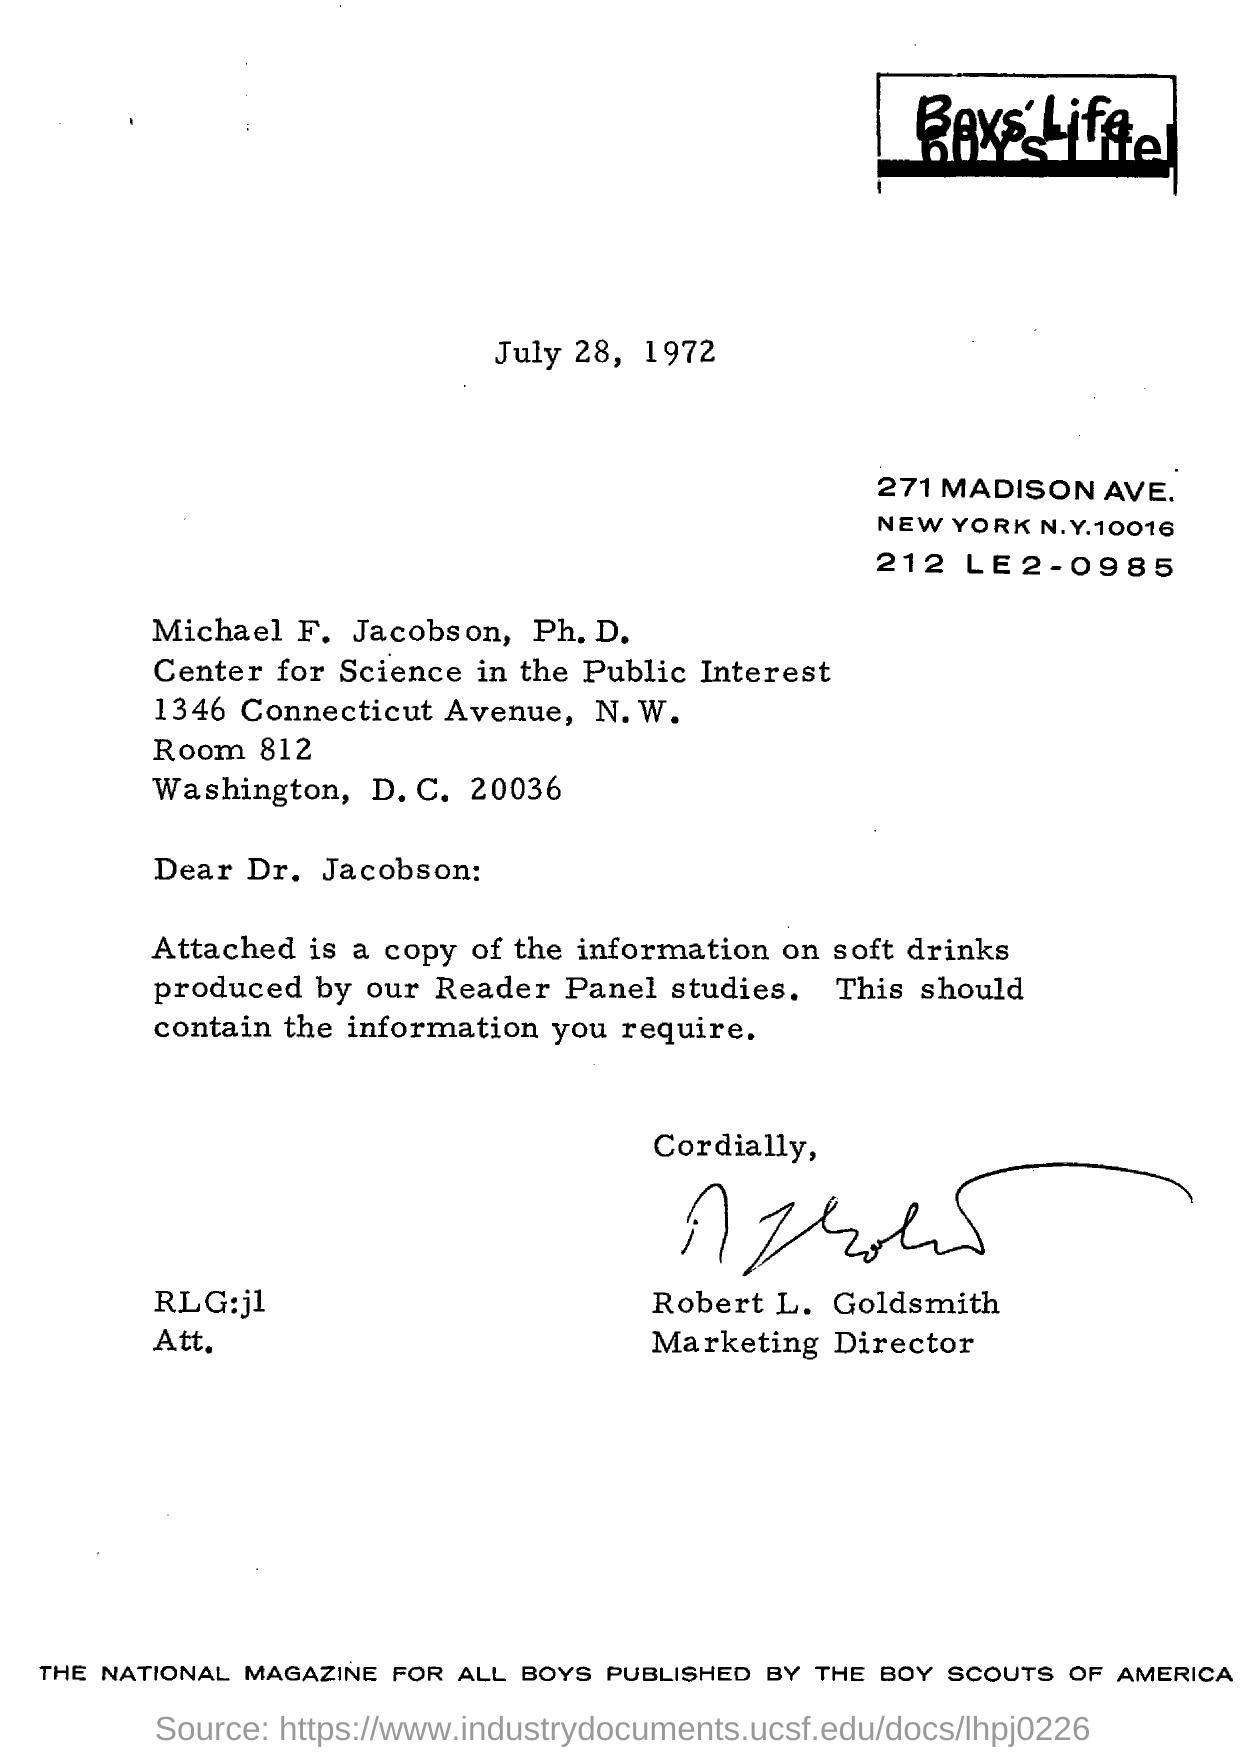 Boys' Life
boys' life
July 28, 1972
271 MADISON AVE.
NEW YORK N.Y.10016
212 LE2-0985
Michael F. Jacobson, Ph. D.
Center for Science in the Public Interest
1346 Connecticut Avenue, N. W.
Room 812
Washington, D. C. 20036
Dear Dr. Jacobson:
Attached is a copy of the information on soft drinks
produced by our Reader Panel studies. This should
contain the information you require.
Cordially,
RLG:jl
Att.
Robert L. Goldsmith
Marketing Director
THE NATIONAL MAGAZINE FOR ALL BOYS PUBLISHED BY THE BOY SCOUTS OF AMERICA
Source: https://www.industrydocuments.ucsf.edu/docs/lhpj0226